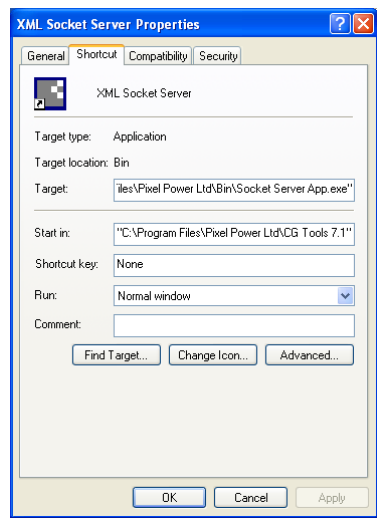 XML Socket Server Properties
General Shortcut Compatibility Security
XML Socket Server
Target type: Application
Target location: Bin
Target: iles\Pixel Power Ltd\Bin\Socket Server App.exe"
Start in: "C:\Program Files\Pixel Power Ltd\CG Tools 7.1"
Shortcut key: None
Run: Normal window
Comment:
Find Target... Change Icon... Advanced...
OK Cancel Apply